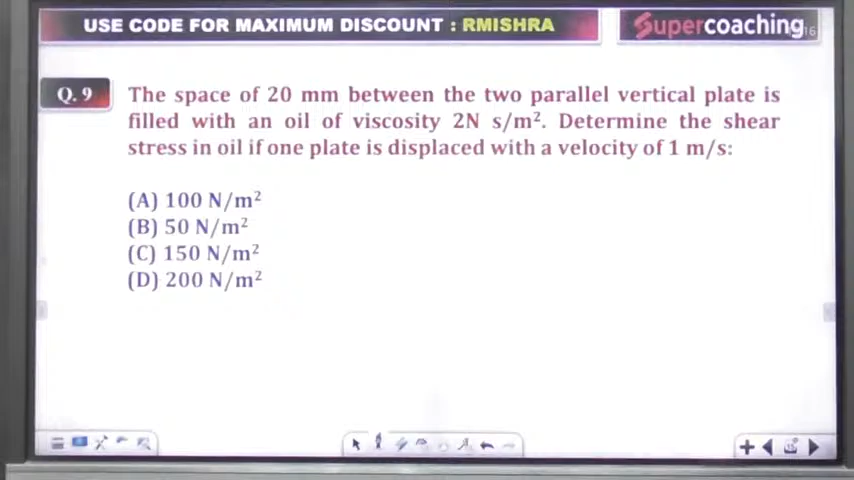 USE CODE FOR MAXIMUM DISCOUNT : RMISHRA
Supercoaching
Q. 9
The space of 20 mm between the two parallel vertical plate is
filled with an oil of viscosity 2N s/m². Determine the shear
stress in oil if one plate is displaced with a velocity of 1 m/s:
(A) 100 N/m²
(B) 50 N/m²
(C) 150 N/m²
(D) 200 N/m²